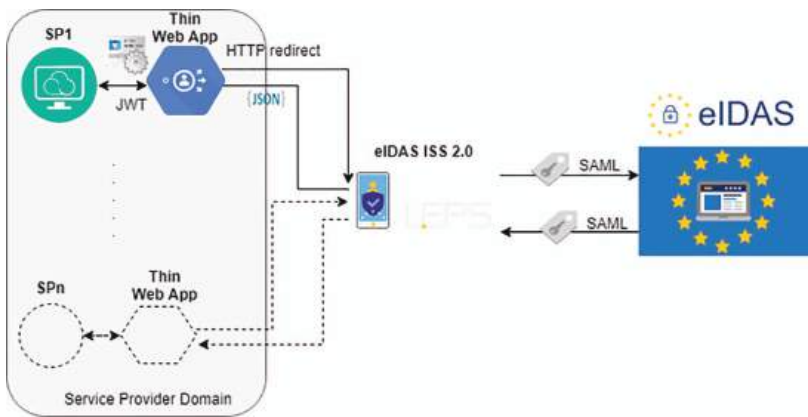 SP1
Thin
Web App
HTTP redirect
JWT
{JSON}
eIDAS ISS 2.0
LEPS
SAML
SAML
eIDAS
SPn
Thin
Web App
Service Provider Domain